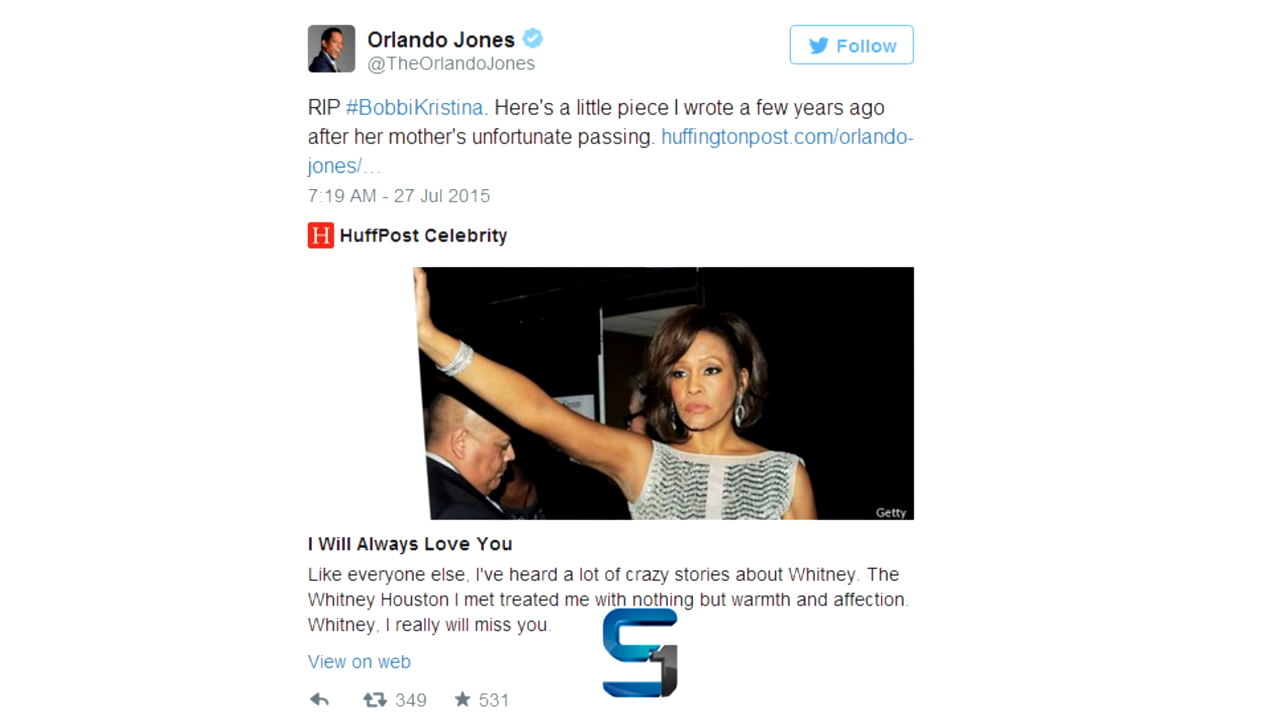 Orlando Jones
@TheOrlandoJones
Follow
RIP #BobbiKristina. Here's a little piece I wrote a few years ago
after her mother's unfortunate passing. huffingtonpost.com/orlando-
jones/…
7:19 AM - 27 Jul 2015
H HuffPost Celebrity
Getty
I Will Always Love You
Like everyone else, I've heard a lot of crazy stories about Whitney. The
Whitney Houston I met treated me with nothing but warmth and affection.
Whitney, I really will miss you.
S1
View on web
349 531